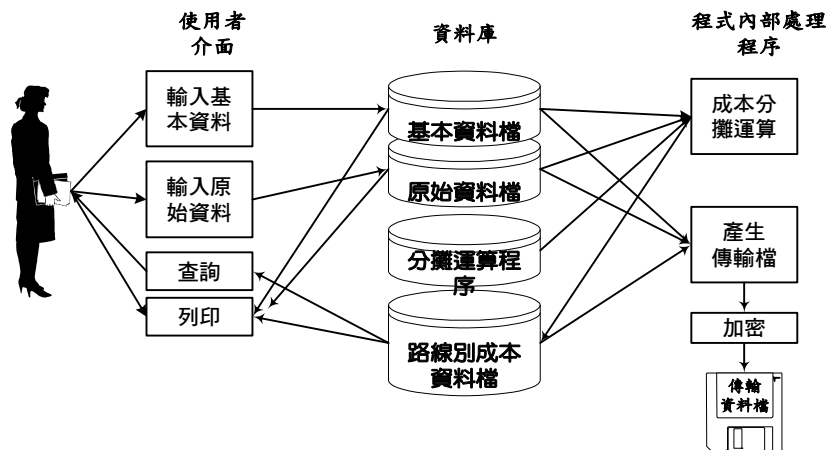 使用者
介面
資料庫
程式內部處理
程序
輸入基
本資料
輸入原
始資料
查詢
列印
基本資料檔
原始資料檔
分攤運算程
序
路線別成本
資料檔
成本分
攤運算
產生
傳輸檔
加密
傳輸
資料檔